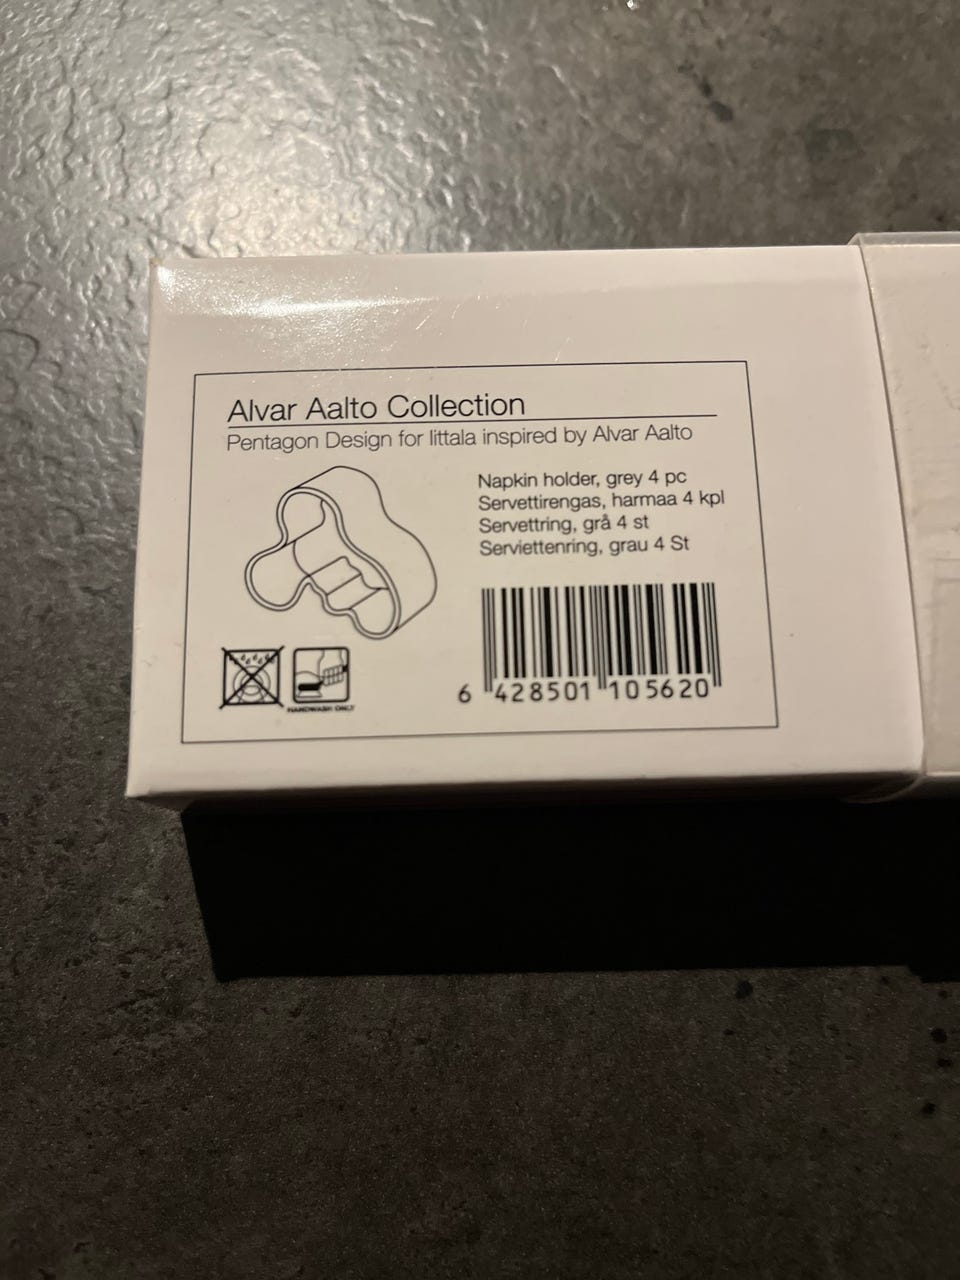 Alvar Aalto Collection
Pentagon Design for Iittala inspired by Alvar Aalto
Napkin holder, grey 4 pc
Servettirengas, harmaa 4 kpl
Servettring, grå 4 st
Serviettenring, grau 4 St
6 428501 105620
HANDWASH ONLY